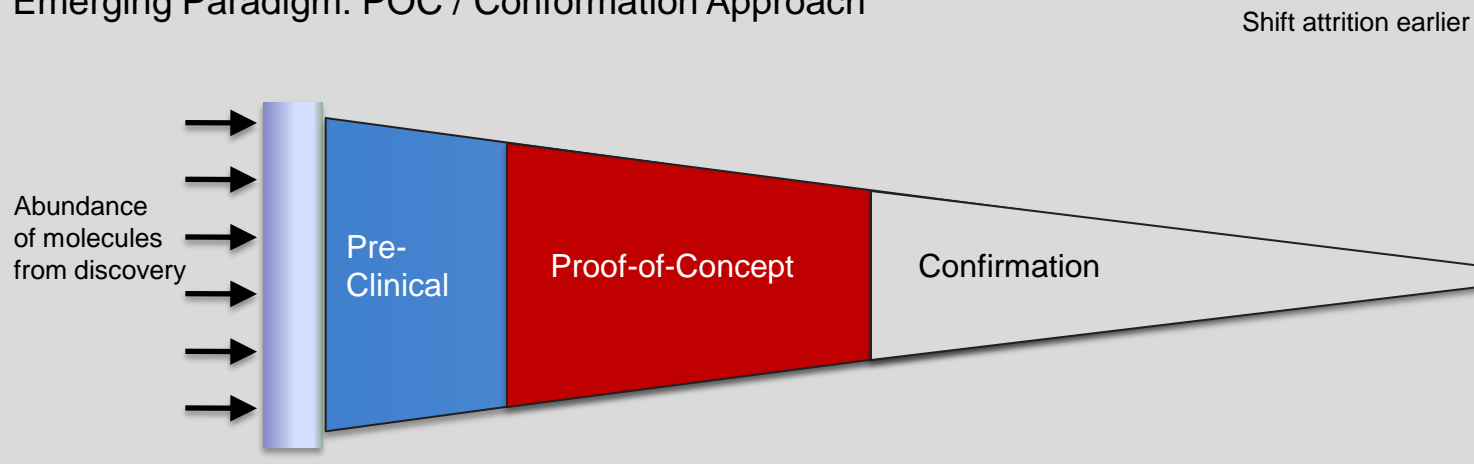 Emerging Paradigm: POC / Conformation Approach
Shift attrition earlier
Abundance
of molecules
from discovery
Pre-
Clinical
Proof-of-Concept
Confirmation